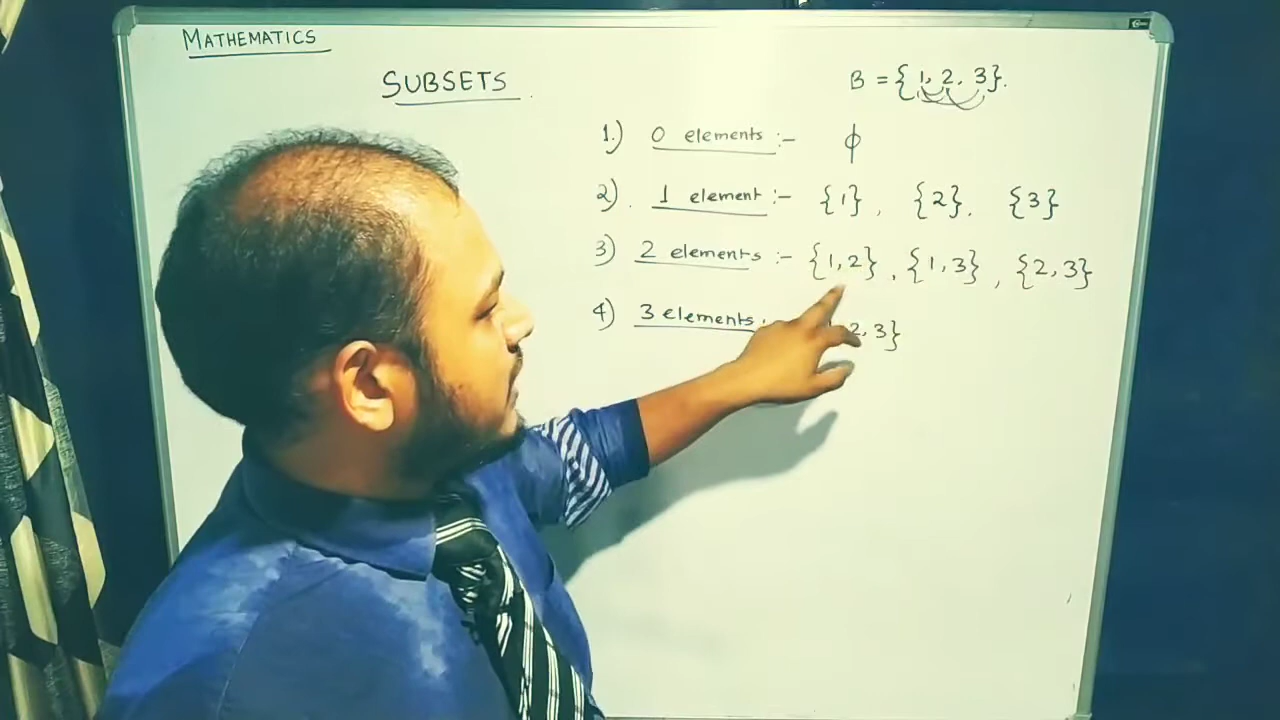 MATHEMATICS
SUBSETS
B = {1, 2, 3}.
1.) 0 elements :- ϕ
2). 1 element :- {1}, {2}. {3}
3) 2 elements :- {1,2}, {1,3}, {2,3}
4) 3 elements 2,3}